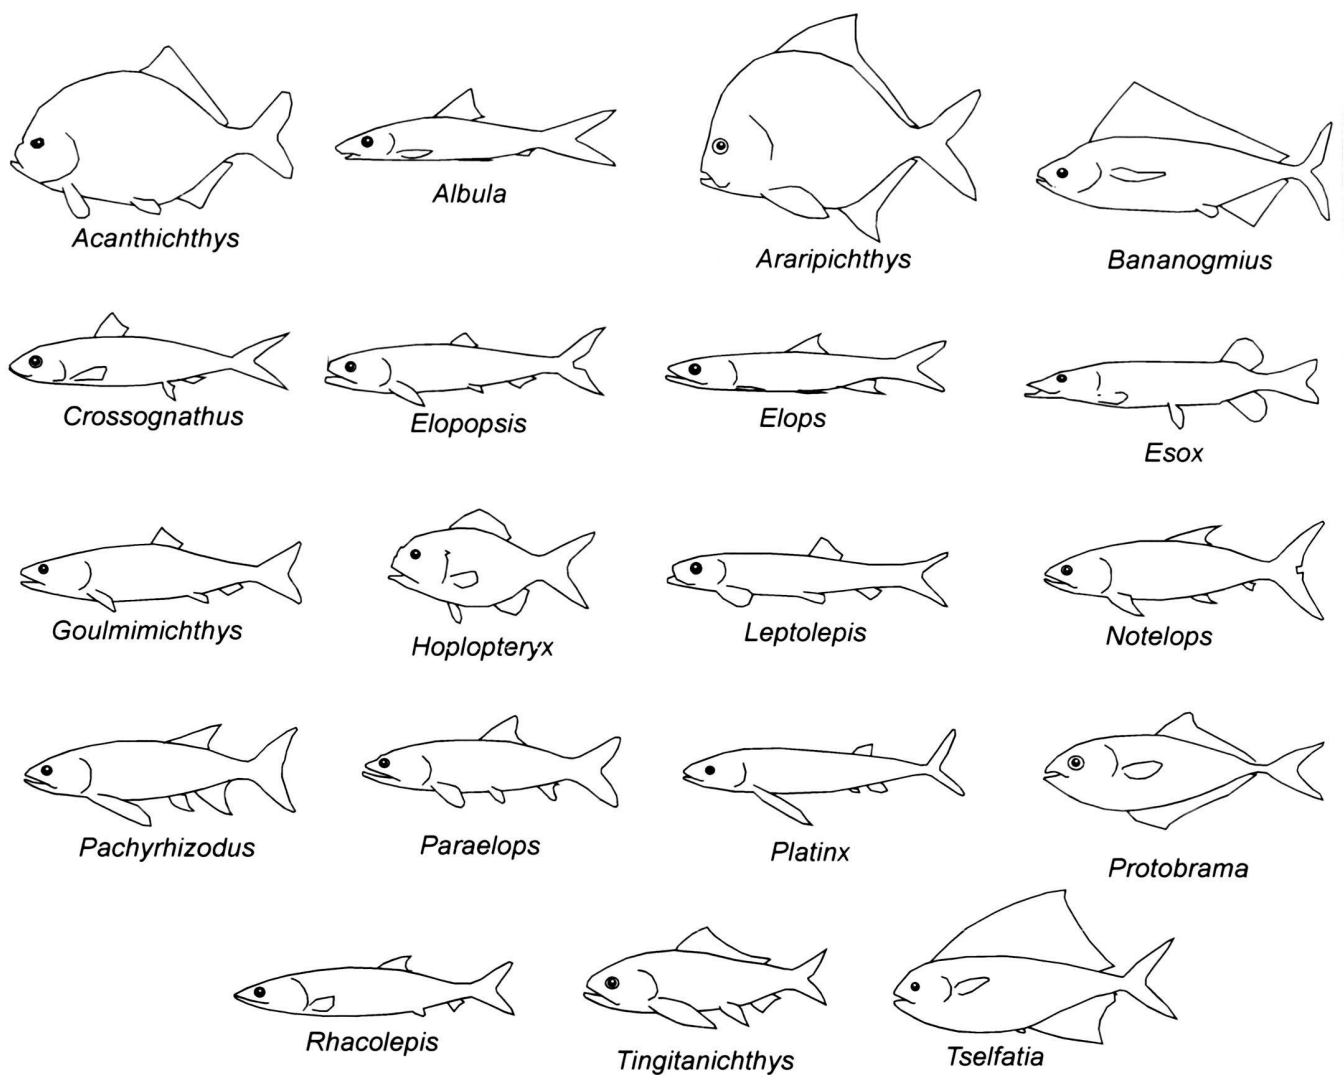 Acanthichthys
Albula
Araripichthys
Bananogmius
Crossognathus
Elopopsis
Elops
Esox
Goulmimichthys
Hoplopteryx
Leptolepis
Notelops
Pachyrhizodus
Paraelops
Platinx
Protobrama
Rhacolepis
Tingitanichthys
Tselfatia